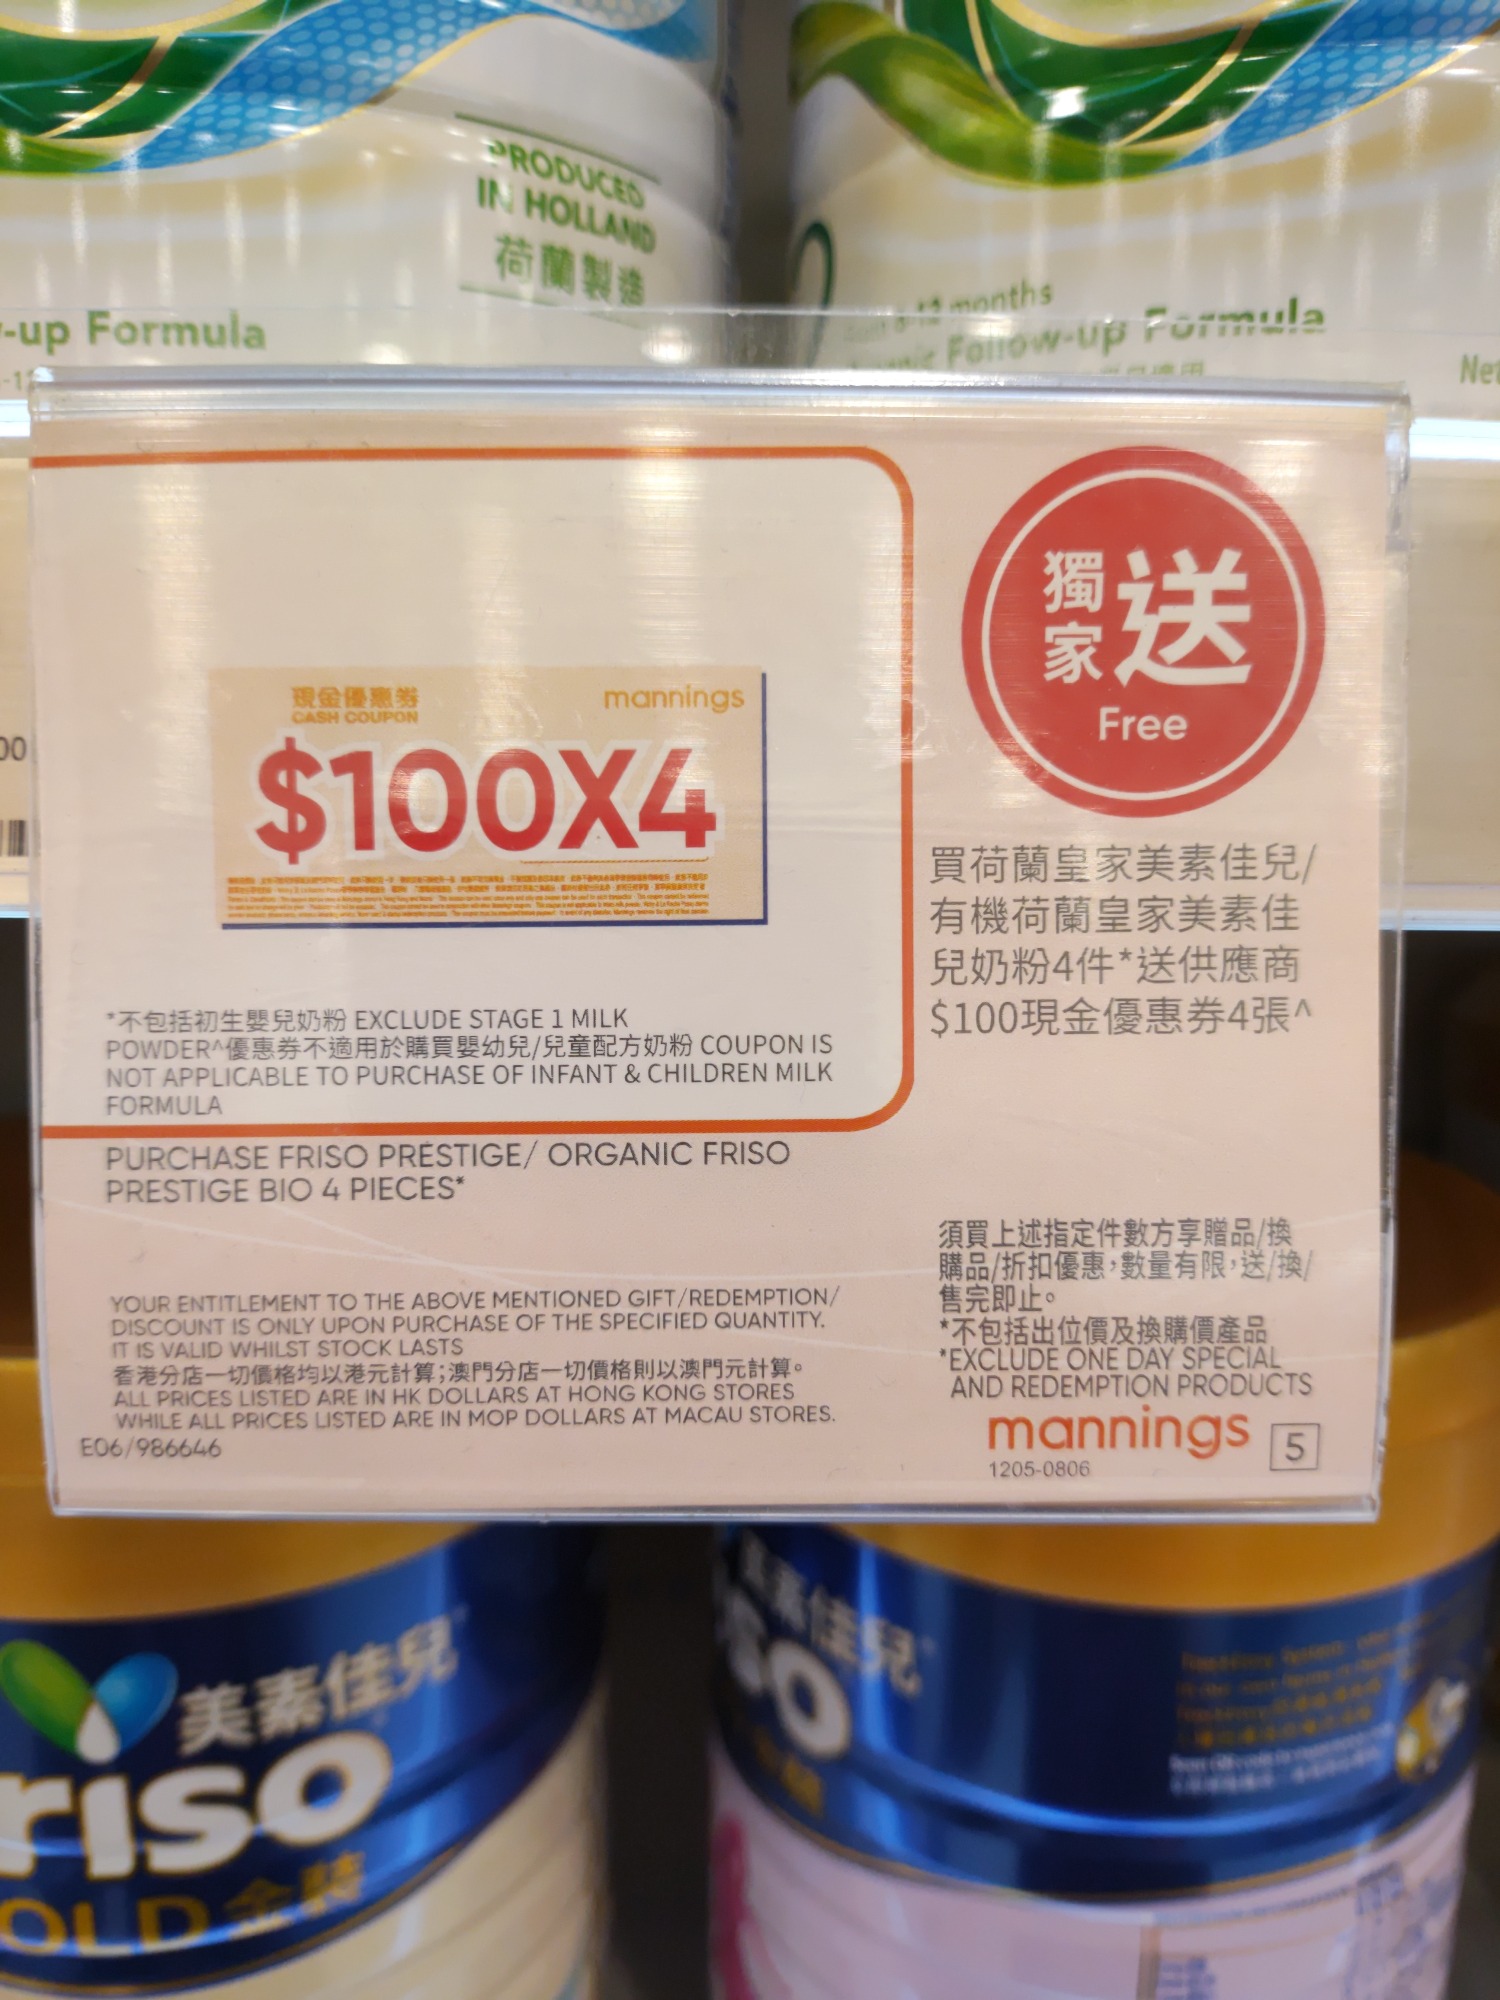 PRODUCED
IN HOLLAND
荷蘭製造
-up Formula
months
Follow-up Formula
Net
獨家送
Free
現金優惠券
CASH COUPON
mannings
$100X4
買荷蘭皇家美素佳兒/
有機荷蘭皇家美素佳
兒奶粉4件*送供應商
$100現金優惠券4張^
*不包括初生嬰兒奶粉 EXCLUDE STAGE 1 MILK
POWDER^優惠券不適用於購買嬰幼兒/兒童配方奶粉 COUPON IS
NOT APPLICABLE TO PURCHASE OF INFANT & CHILDREN MILK
FORMULA
PURCHASE FRISO PRESTIGE/ ORGANIC FRISO
PRESTIGE BIO 4 PIECES*
須買上述指定件數方享贈品/換
購品/折扣優惠,數量有限,送/換/
售完即止。
*不包括出位價及換購價產品
*EXCLUDE ONE DAY SPECIAL
AND REDEMPTION PRODUCTS
YOUR ENTITLEMENT TO THE ABOVE MENTIONED GIFT/REDEMPTION/
DISCOUNT IS ONLY UPON PURCHASE OF THE SPECIFIED QUANTITY.
IT IS VALID WHILST STOCK LASTS
香港分店一切價格均以港元計算;澳門分店一切價格則以澳門元計算。
ALL PRICES LISTED ARE IN HK DOLLARS AT HONG KONG STORES
WHILE ALL PRICES LISTED ARE IN MOP DOLLARS AT MACAU STORES.
E06/986646
mannings
5
1205-0806
美素佳兒
riso
OLD 金裝
素佳兒
so